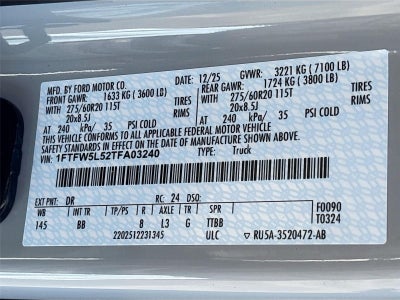 MFD. BY FORD MOTOR CO. 12/25 GVWR: 3221 KG (7100 LB)
FRONT GAWR: 1633 KG (3600 LB) REAR GAWR: 1724 KG (3800 LB)
275/60R20 115T TIRES 275/60R20 115T TIRES
20x8.5J RIMS 20x8.5J RIMS
AT 240 kPa/ 35 PSI COLD AT 240 kPa/ 35 PSI COLD
THIS VEHICLE CONFORMS TO ALL APPLICABLE FEDERAL MOTOR VEHICLE
SAFETY STANDARDS IN EFFECT ON THE DATE OF MANUFACTURE SHOWN ABOVE.
VIN: 1FTFW5L52TFA03240 TYPE: Truck
EXT PNT: DR RC: 24 DSO: F0090
WB INT TR TP/PS R AXLE TR SPR T0324
145 BB 8 L3 G TTBB
2202512231345 ULC RU5A-3520472-AB